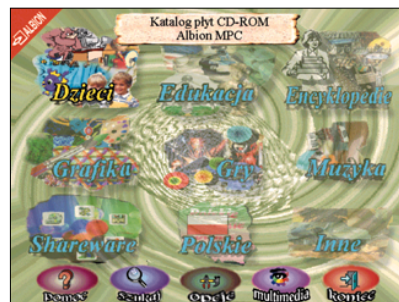 ALBION
Katalog płyt CD-ROM
Albion MPC
Dzieci
Edukacja
Encyklopedie
Grafika
Gry
Muzyka
Shareware
Polskie
Inne
Pomoc
Szukaj
Opcje
multimedia
koniec